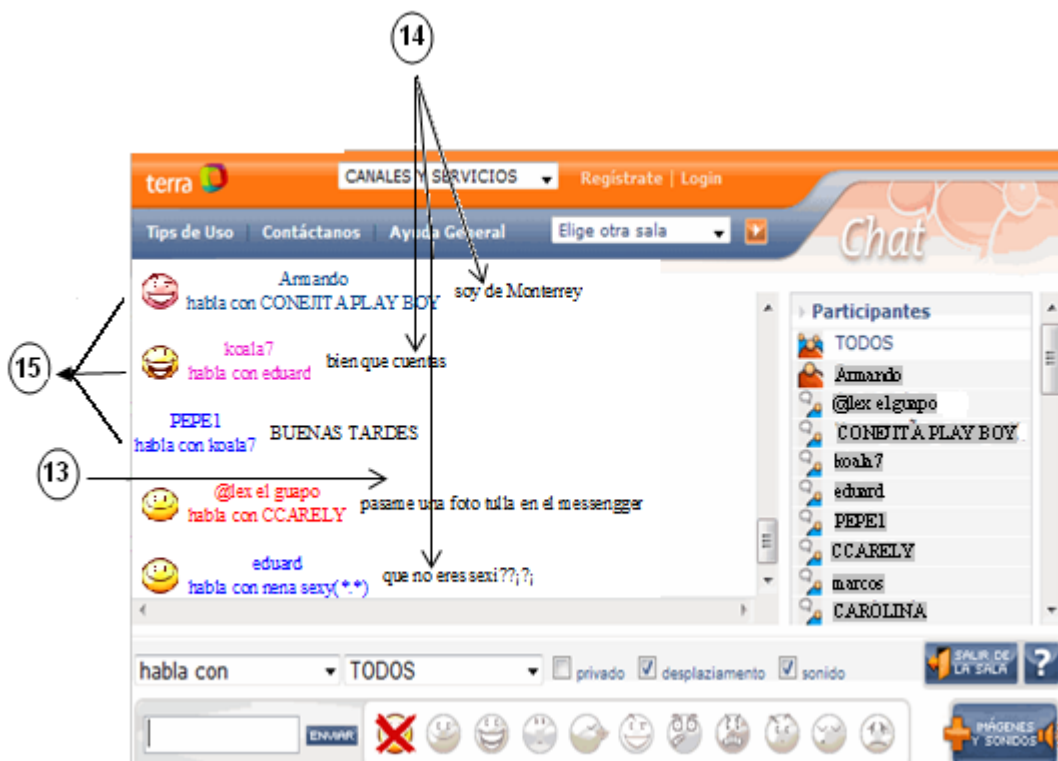 14
terra
CANALES Y SERVICIOS
Regístrate | Login
Tips de Uso
Contáctanos
Ayuda General
Elige otra sala
Chat
Armando
habla con CONEJITA PLAY BOY
soy de Monterrey
koala7
habla con eduard
bien que cuentas
15
PEPE1
habla con koala7
BUENAS TARDES
13
@lex el guapo
habla con CCARELY
pasame una foto tulla en el messengger
eduard
habla con nena sexy(*.*)
que no eres sexi??¡?¡
Participantes
TODOS
Armando
@lex elguapo
CONEJITA PLAY BOY
koala7
eduard
PEPE1
CCARELY
marcos
CAROLINA
habla con
TODOS
privado
desplaziamento
sonido
SALIR DE
LA SALA
?
ENVIAR
IMÁGENES
Y SONIDOS